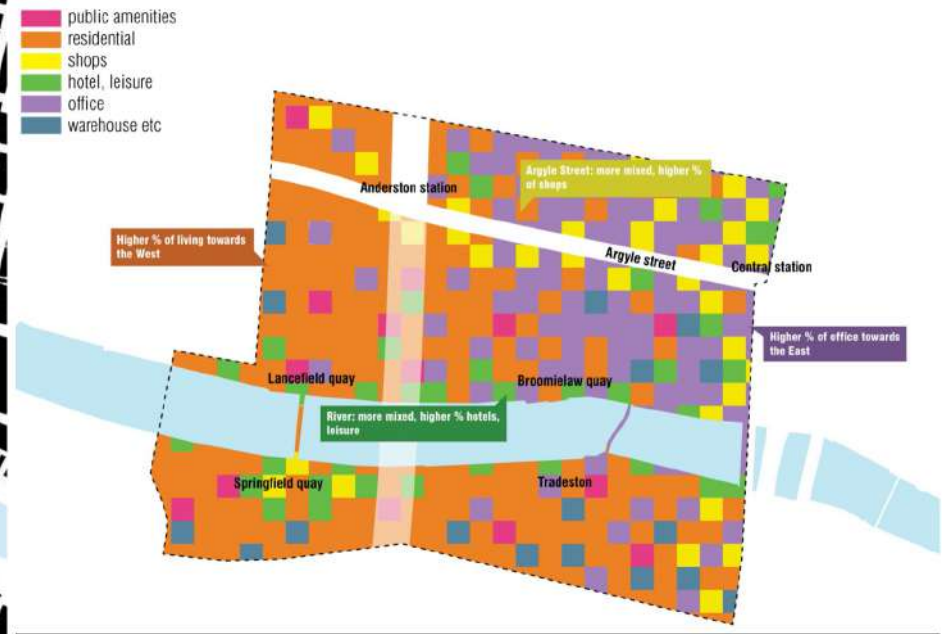 public amenities
residential
shops
hotel, leisure
office
warehouse etc
Anderston station
Argyle Street: more mixed, higher %
of shops
Higher % of living towards
the West
Argyle street
Central station
Higher % of office towards
the East
Lancefield quay
Broomielaw quay
River: more mixed, higher % hotels,
leisure
Springfield quay
Tradeston